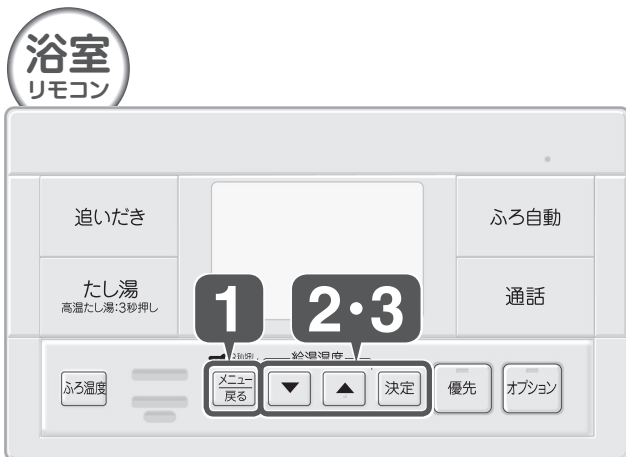 浴室
リモコン
追いだき
ふろ自動
たし湯
高温たし湯:3秒押し
通話
1
2・3
給湯温度
ふろ温度
メニュー
戻る
決定
優先
オプション